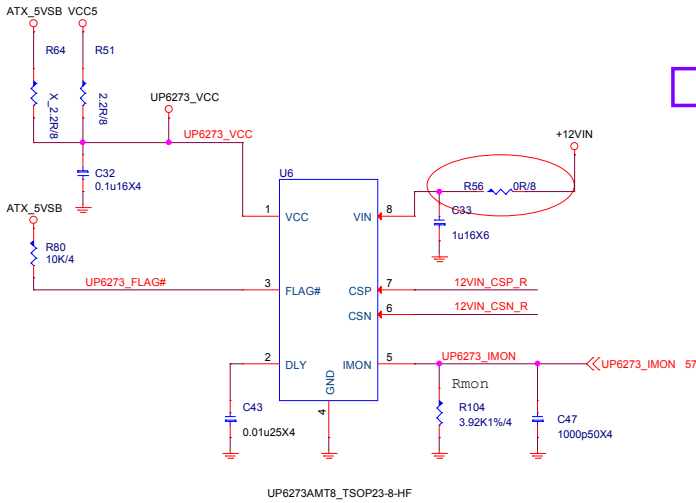 ATX_5VSB VCC5
R64 R51
X_2.2R/8
2.2R/8
UP6273_VCC
UP6273_VCC
+12VIN
C32
0.1u16X4
U6
R56 0R/8
1 VCC VIN 8
C33
1u16X6
ATX_5VSB
R80
10K/4
UP6273_FLAG# 3 FLAG# CSP 7 12VIN_CSP_R
CSN 6 12VIN_CSN_R
2 DLY IMON 5 UP6273_IMON UP6273_IMON 57
GND
4
Rmon
C43
0.01u25X4
R104
3.92K1%/4
C47
1000p50X4
UP6273AMT8_TSOP23-8-HF